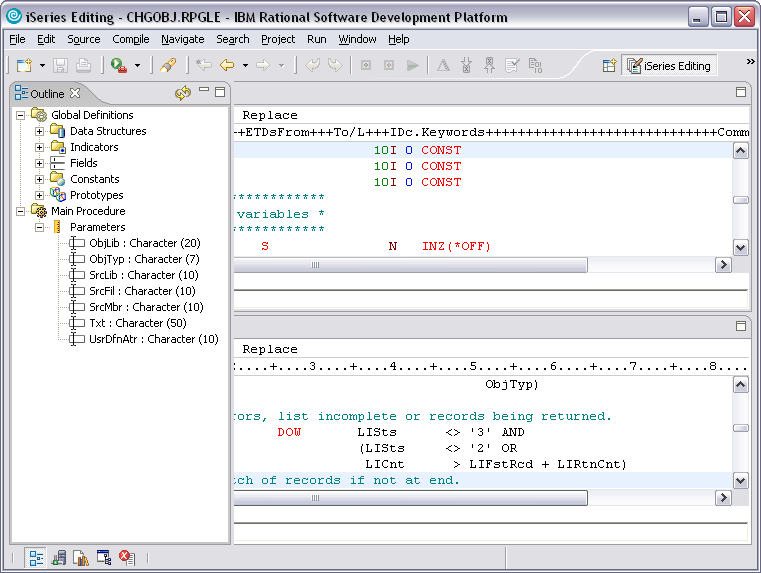 iSeries Editing - CHGOBJ.RPGLE - IBM Rational Software Development Platform
File Edit Source Compile Navigate Search Project Run Window Help
iSeries Editing
Outline
Global Definitions
Data Structures
Indicators
Fields
Constants
Prototypes
Main Procedure
Parameters
ObjLib : Character (20)
ObjTyp : Character (7)
SrcLib : Character (10)
SrcFil : Character (10)
SrcMbr : Character (10)
Txt : Character (50)
UsrDfnAtr : Character (10)
Replace
++ETDsFrom+++To/L+++IDc.Keywords+++++++++++++++++++++++++++++Comm
10I 0 CONST
10I 0 CONST
10I 0 CONST
************
variables *
************
S N INZ(*OFF)
Replace
2....+....3....+....4....+....5....+....6....+....7....+....8....
ObjTyp)
rors, list incomplete or records being returned.
DOW LISts <> '3' AND
(LISts <> '2' OR
LICnt > LIFstRcd + LIRtnCnt)
tch of records if not at end.